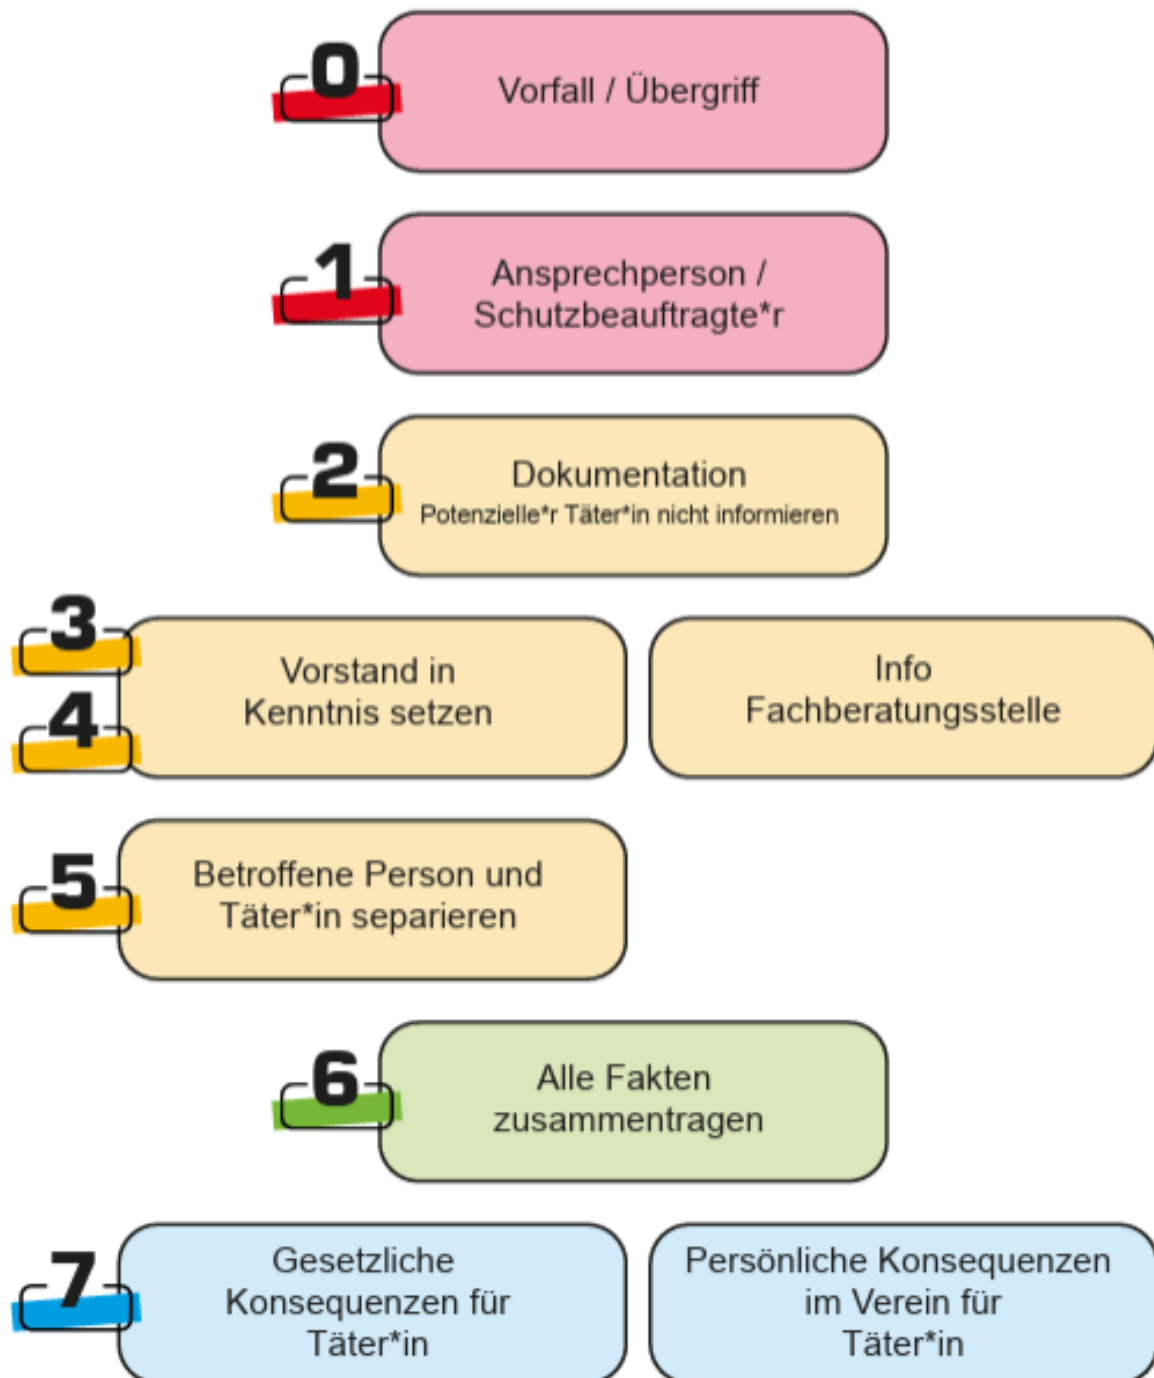 0
Vorfall / Übergriff
1
Ansprechperson /
Schutzbeauftragte*r
2
Dokumentation
Potenzielle*r Täter*in nicht informieren
3
4
Vorstand in
Kenntnis setzen
Info
Fachberatungsstelle
5
Betroffene Person und
Täter*in separieren
6
Alle Fakten
zusammentragen
7
Gesetzliche
Konsequenzen für
Täter*in
Persönliche Konsequenzen
im Verein für
Täter*in